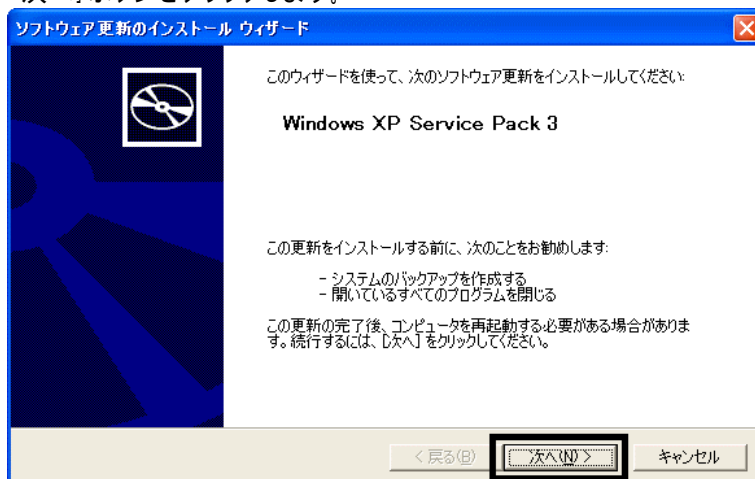 ソフトウェア更新のインストール ウィザード
このウィザードを使って、次のソフトウェア更新をインストールしてください:
Windows XP Service Pack 3
この更新をインストールする前に、次のことをお勧めします:
- システムのバックアップを作成する
- 開いているすべてのプログラムを閉じる
この更新の完了後、コンピュータを再起動する必要がある場合がありま
す。続行するには、[次へ] をクリックしてください。
< 戻る(B)
次へ(N) >
キャンセル